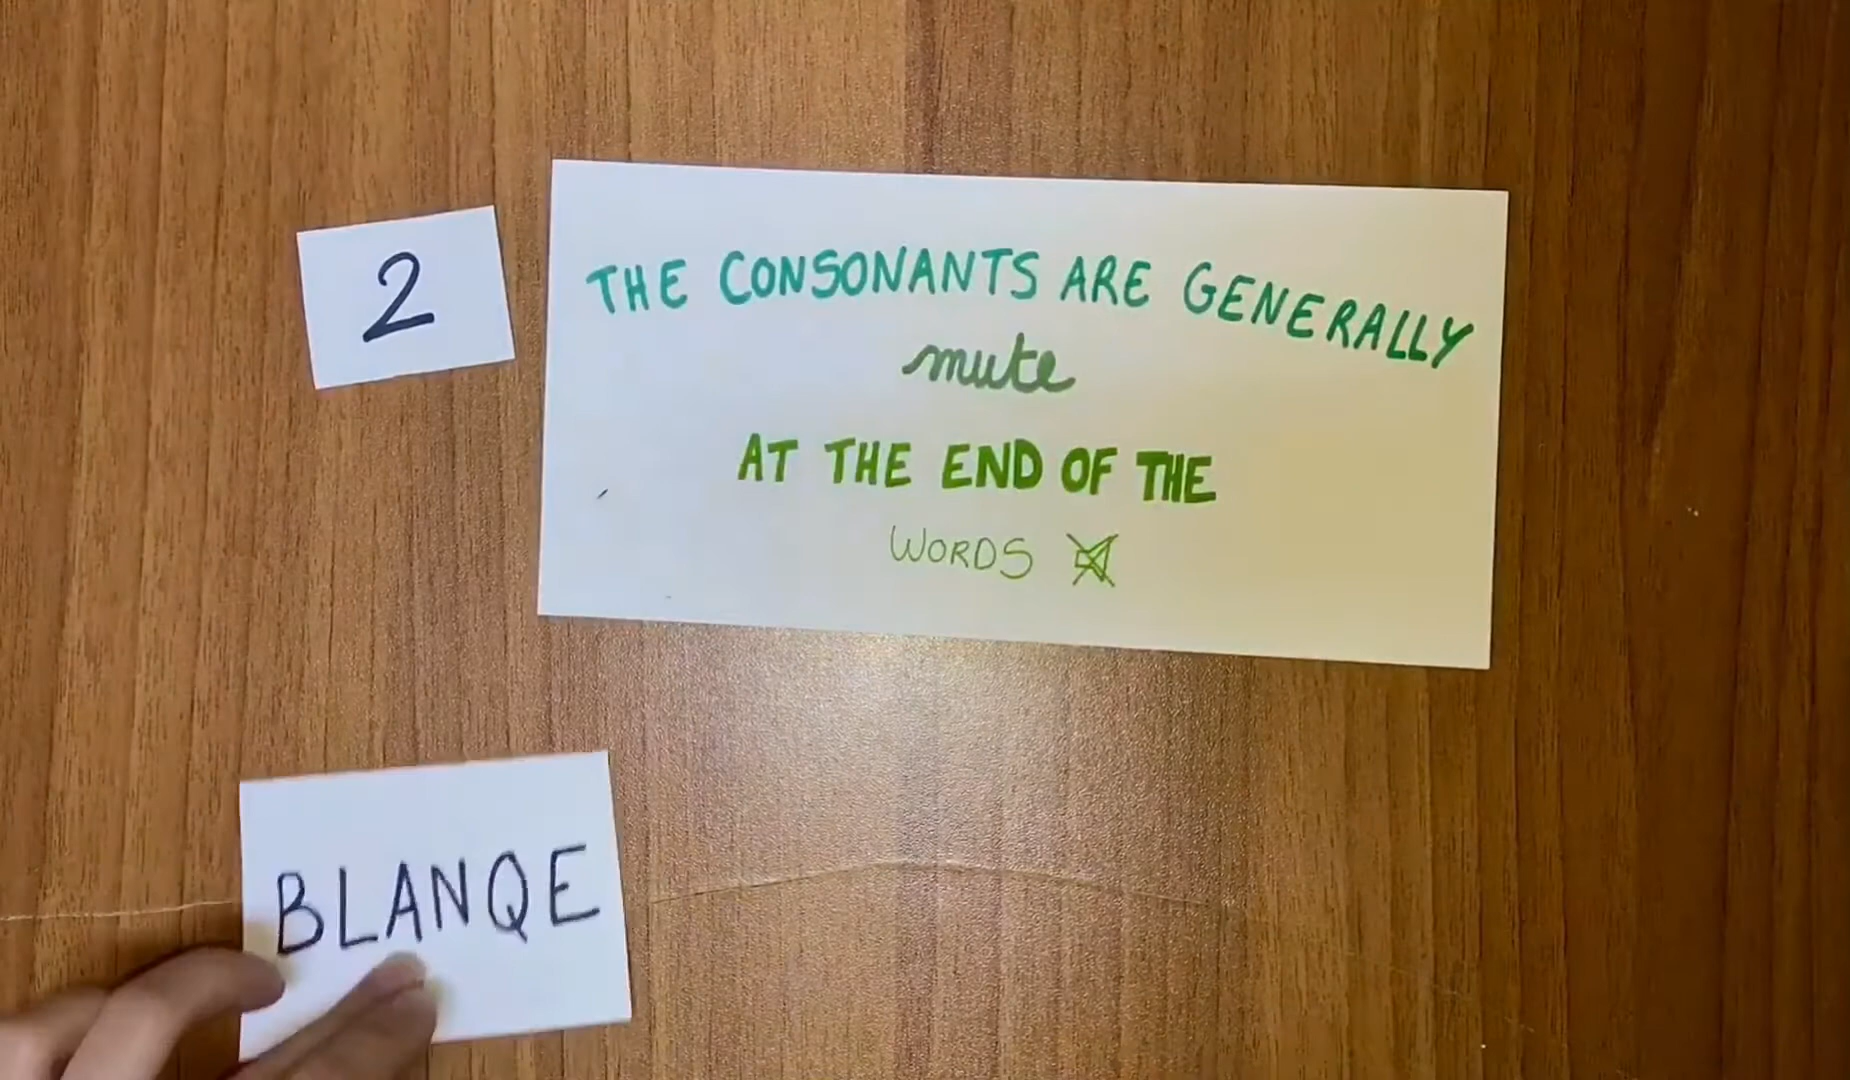 2
THE CONSONANTS ARE GENERALLY
mute
AT THE END OF THE
WORDS
BLANQE